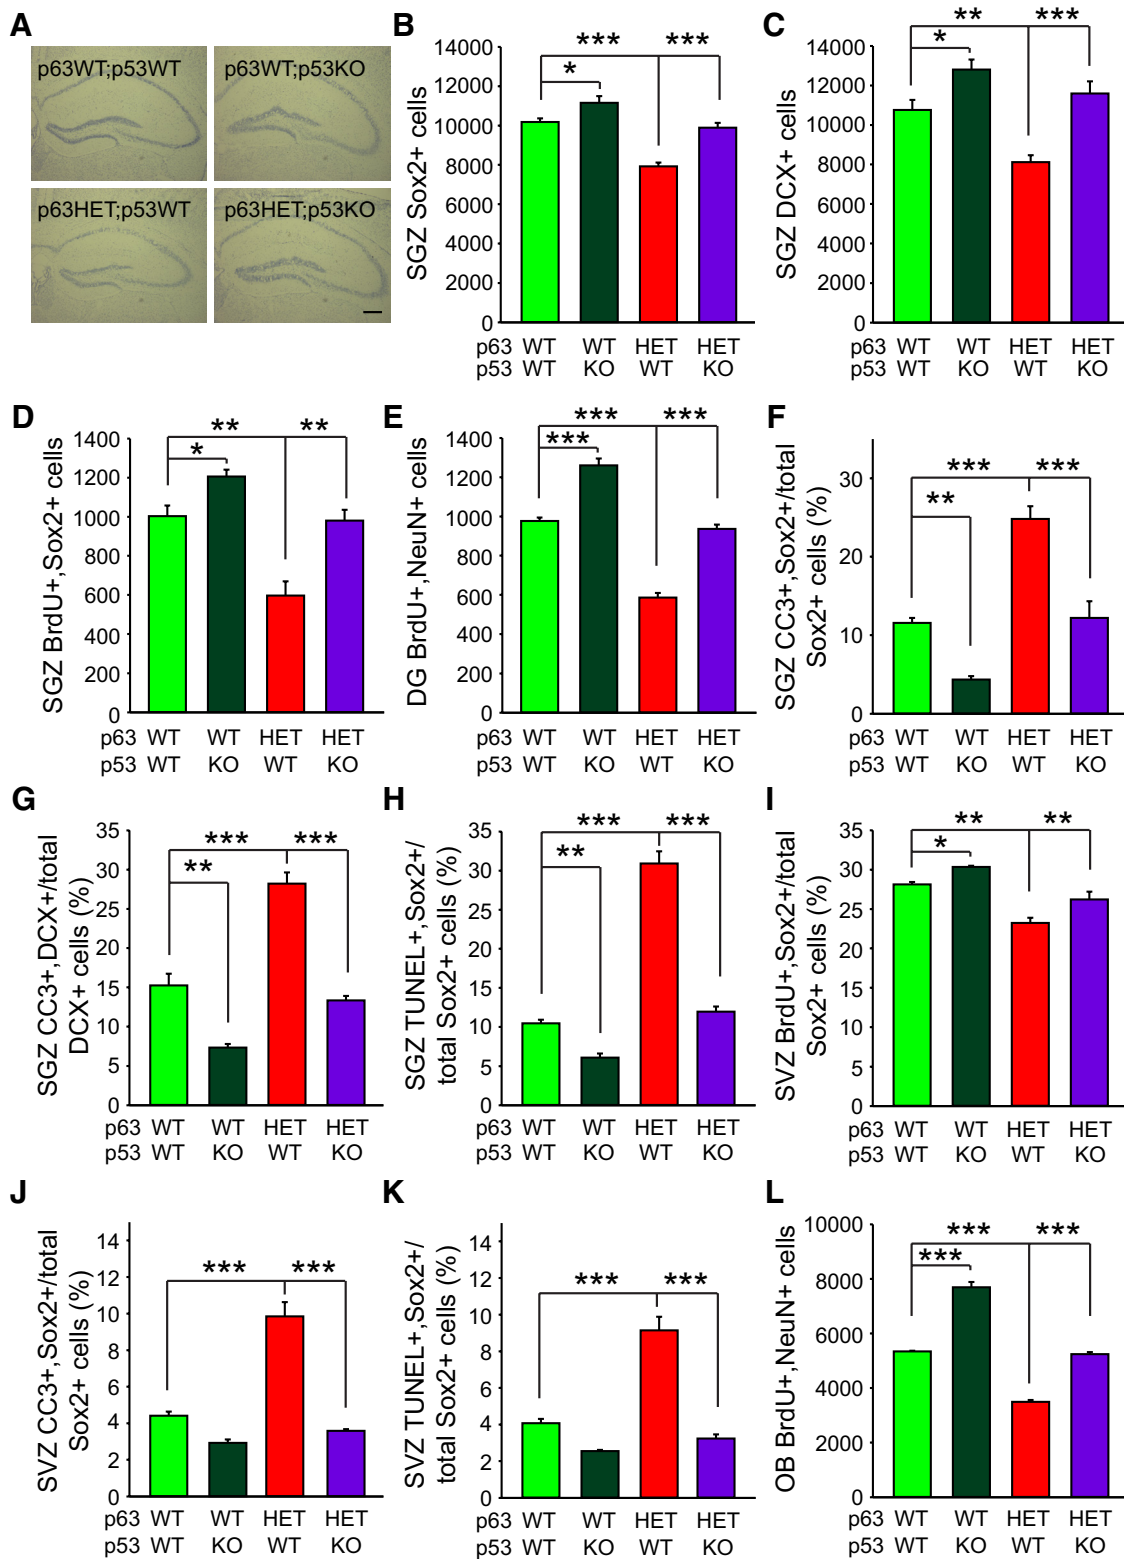 A
p63WT;p53WT
p63WT;p53KO
p63HET;p53WT
p63HET;p53KO
B
SGZ Sox2+ cells
14000
12000
10000
8000
6000
4000
2000
0
***
***
*
p63 WT WT HET HET
p53 WT KO WT KO
C
SGZ DCX+ cells
14000
12000
10000
8000
6000
4000
2000
0
**
***
*
p63 WT WT HET HET
p53 WT KO WT KO
D
SGZ BrdU+,Sox2+ cells
1400
1200
1000
800
600
400
200
0
**
**
*
p63 WT WT HET HET
p53 WT KO WT KO
E
DG BrdU+,NeuN+ cells
1400
1200
1000
800
600
400
200
0
***
***
***
p63 WT WT HET HET
p53 WT KO WT KO
F
SGZ CC3+,Sox2+/total
Sox2+ cells (%)
30
20
10
0
***
***
**
p63 WT WT HET HET
p53 WT KO WT KO
G
SGZ CC3+,DCX+/total
DCX+ cells (%)
35
30
25
20
15
10
5
0
***
***
**
p63 WT WT HET HET
p53 WT KO WT KO
H
SGZ TUNEL+,Sox2+/
total Sox2+ cells (%)
35
30
25
20
15
10
5
0
***
***
**
p63 WT WT HET HET
p53 WT KO WT KO
I
SVZ BrdU+,Sox2+/total
Sox2+ cells (%)
35
30
25
20
15
10
5
0
**
**
*
p63 WT WT HET HET
p53 WT KO WT KO
J
SVZ CC3+,Sox2+/total
Sox2+ cells (%)
14
12
10
8
6
4
2
0
***
***
p63 WT WT HET HET
p53 WT KO WT KO
K
SVZ TUNEL+,Sox2+/
total Sox2+ cells (%)
14
12
10
8
6
4
2
0
***
***
p63 WT WT HET HET
p53 WT KO WT KO
L
OB BrdU+,NeuN+ cells
10000
8000
6000
4000
2000
0
***
***
***
p63 WT WT HET HET
p53 WT KO WT KO